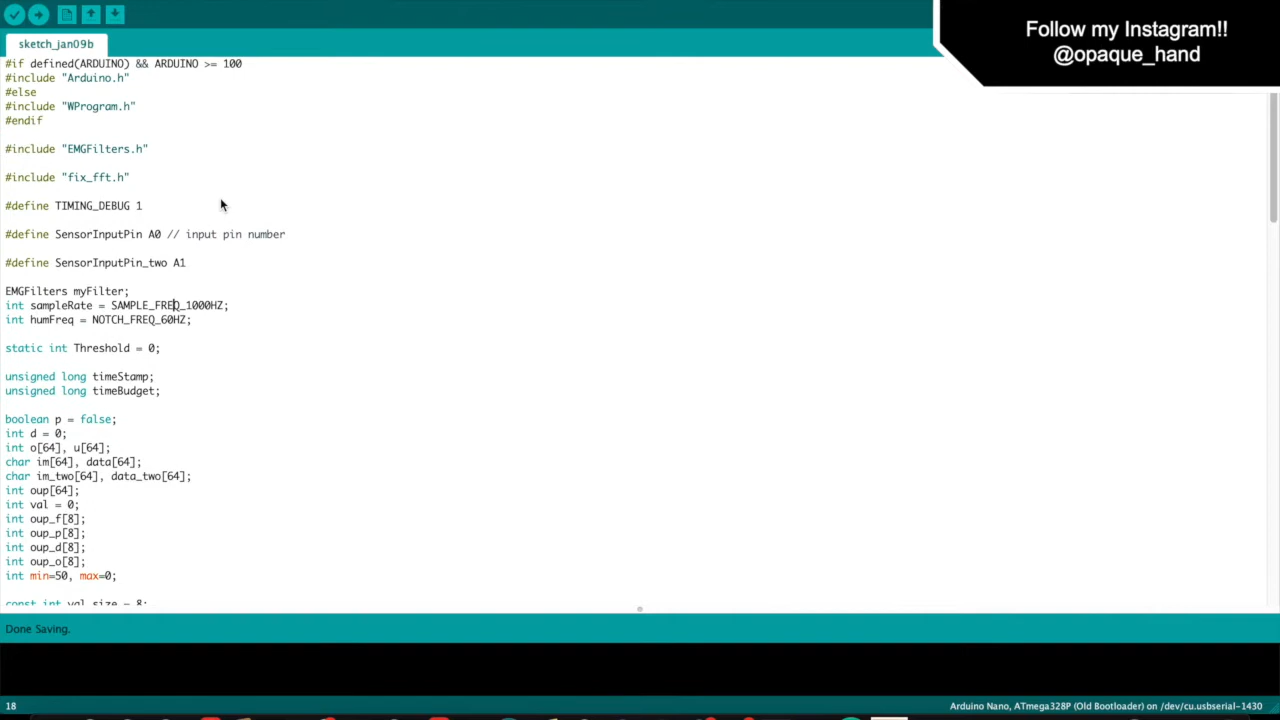 Follow my Instagram!!
@opaque_hand
sketch_jan09b
#if defined(ARDUINO) && ARDUINO >= 100
#include "Arduino.h"
#else
#include "WProgram.h"
#endif
#include "EMGFilters.h"
#include "fix_fft.h"
#define TIMING_DEBUG 1
#define SensorInputPin A0 // input pin number
#define SensorInputPin_two A1
EMGFilters myFilter;
int sampleRate = SAMPLE_FREQ_1000HZ;
int humFreq = NOTCH_FREQ_60HZ;
static int Threshold = 0;
unsigned long timeStamp;
unsigned long timeBudget;
boolean p = false;
int d = 0;
int o[64], u[64];
char im[64], data[64];
char im_two[64], data_two[64];
int oup[64];
int val = 0;
int oup_f[8];
int oup_p[8];
int oup_d[8];
int oup_o[8];
int min=50, max=0;
const int val_size = 8;
Done Saving.
18
Arduino Nano, ATmega328P (Old Bootloader) on /dev/cu.usbserial-1430